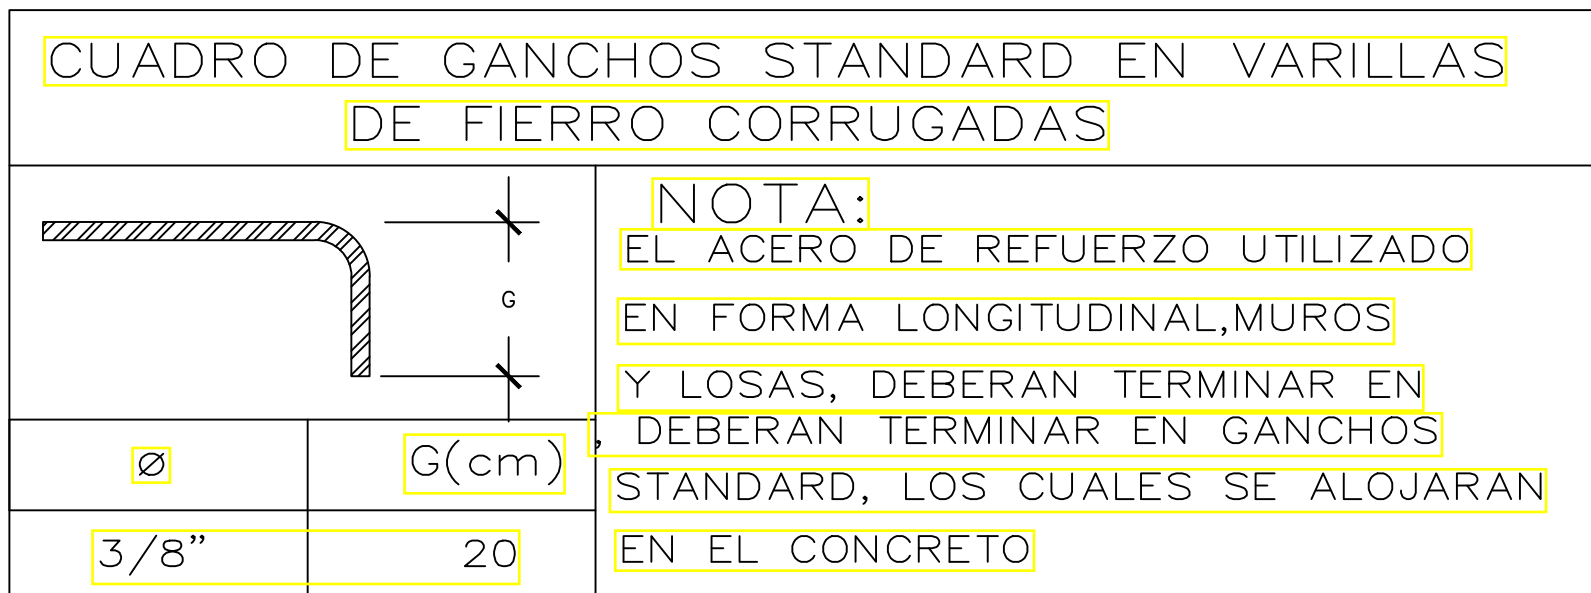 CUADRO DE GANCHOS STANDARD EN VARILLAS
DE FIERRO CORRUGADAS
G
Ø G(cm)
3/8” 20
NOTA:
EL ACERO DE REFUERZO UTILIZADO
EN FORMA LONGITUDINAL,MUROS
Y LOSAS, DEBERAN TERMINAR EN
, DEBERAN TERMINAR EN GANCHOS
STANDARD, LOS CUALES SE ALOJARAN
EN EL CONCRETO